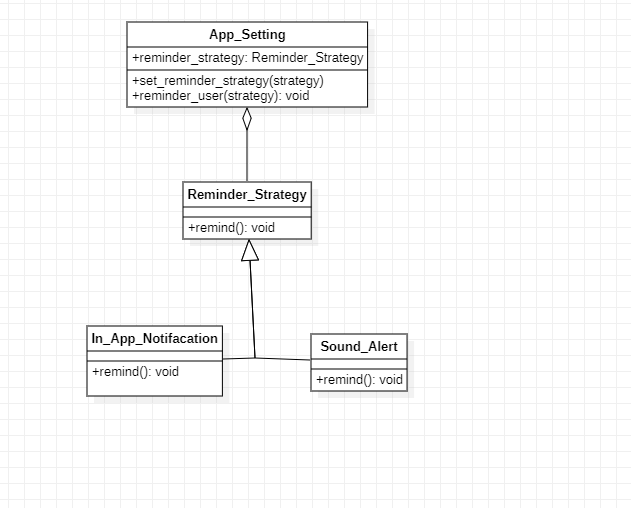 App_Setting
+reminder_strategy: Reminder_Strategy
+set_reminder_strategy(strategy)
+reminder_user(strategy): void
Reminder_Strategy
+remind(): void
In_App_Notifacation
+remind(): void
Sound_Alert
+remind(): void